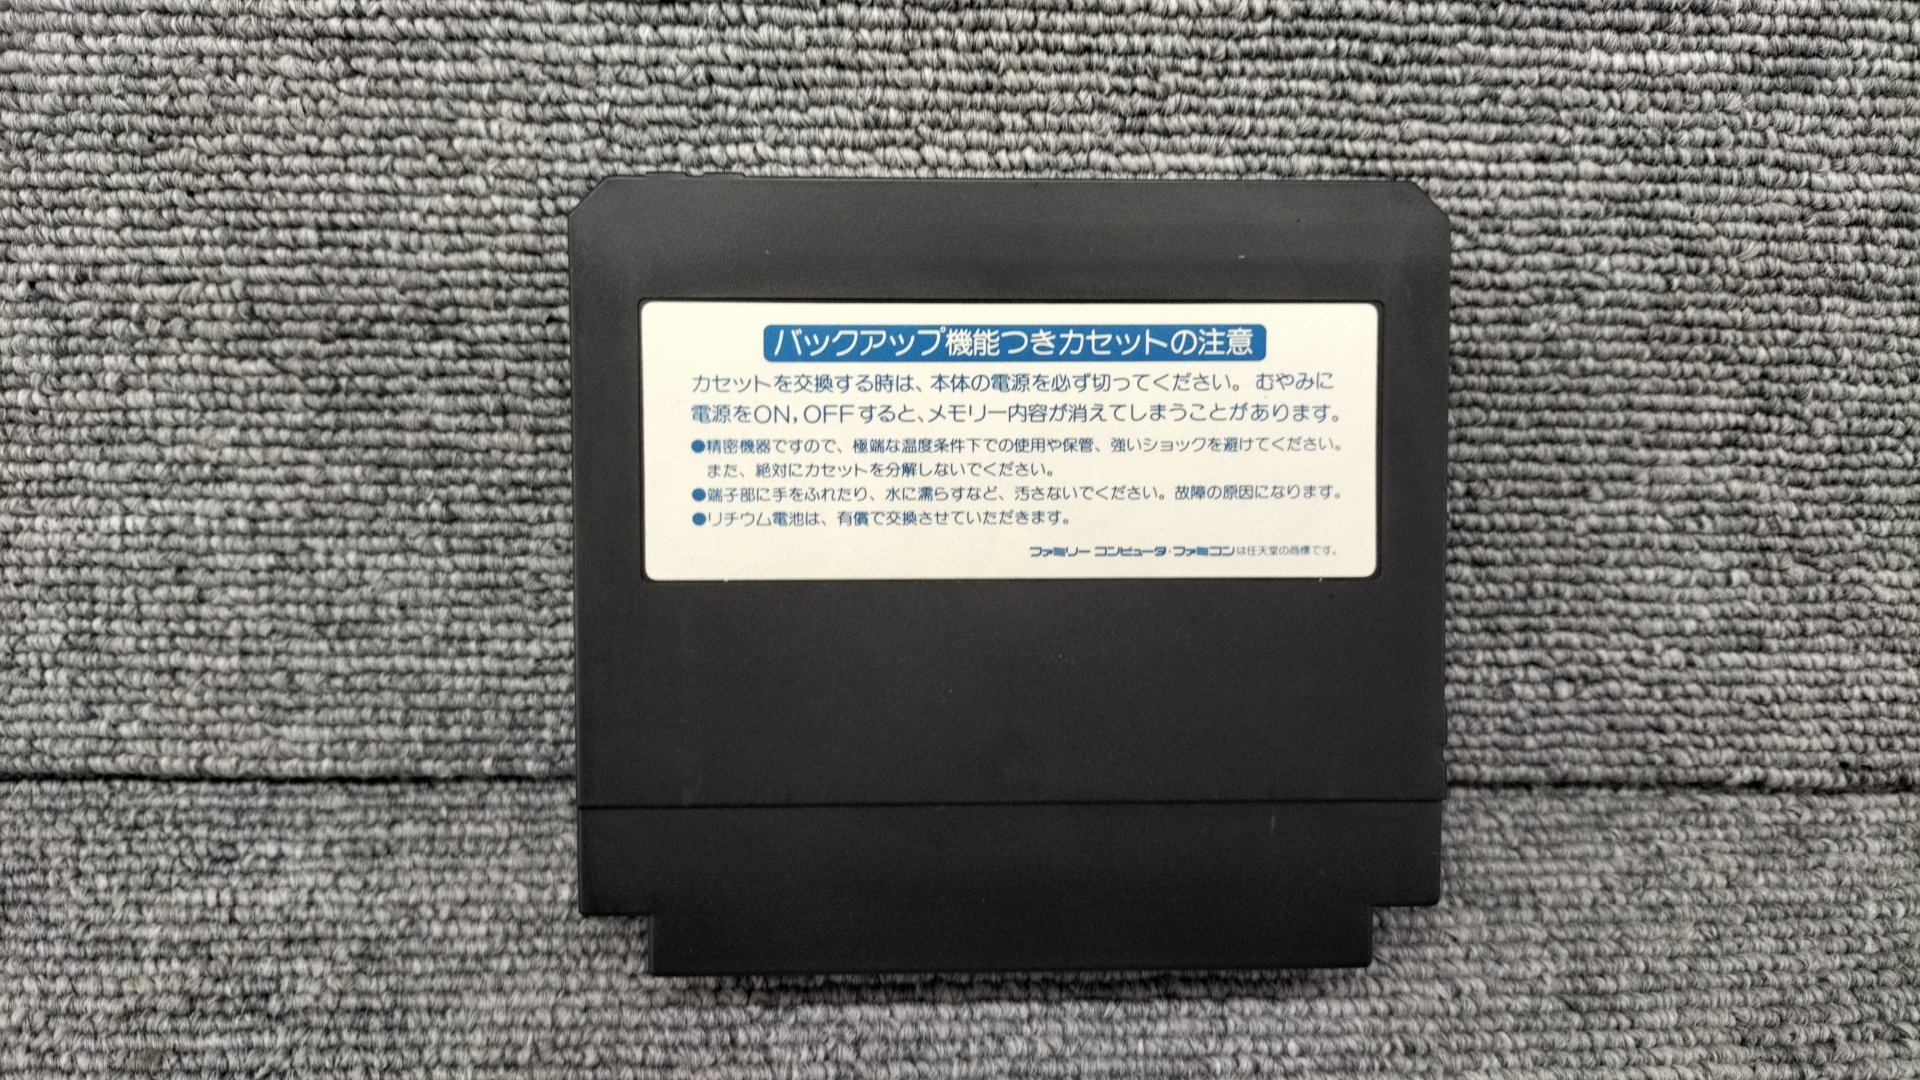 バックアップ機能つきカセットの注意
カセットを交換する時は、本体の電源を必ず切ってください。むやみに
電源をON,OFFすると、メモリー内容が消えてしまうことがあります。
●精密機器ですので、極端な温度条件下での使用や保管、強いショックを避けてください。
また、絶対にカセットを分解しないでください。
●端子部に手をふれたり、水に濡らすなど、汚さないでください。故障の原因になります。
●リチウム電池は、有償で交換させていただきます。
ファミリー コンピュータ・ファミコンは任天堂の商標です。